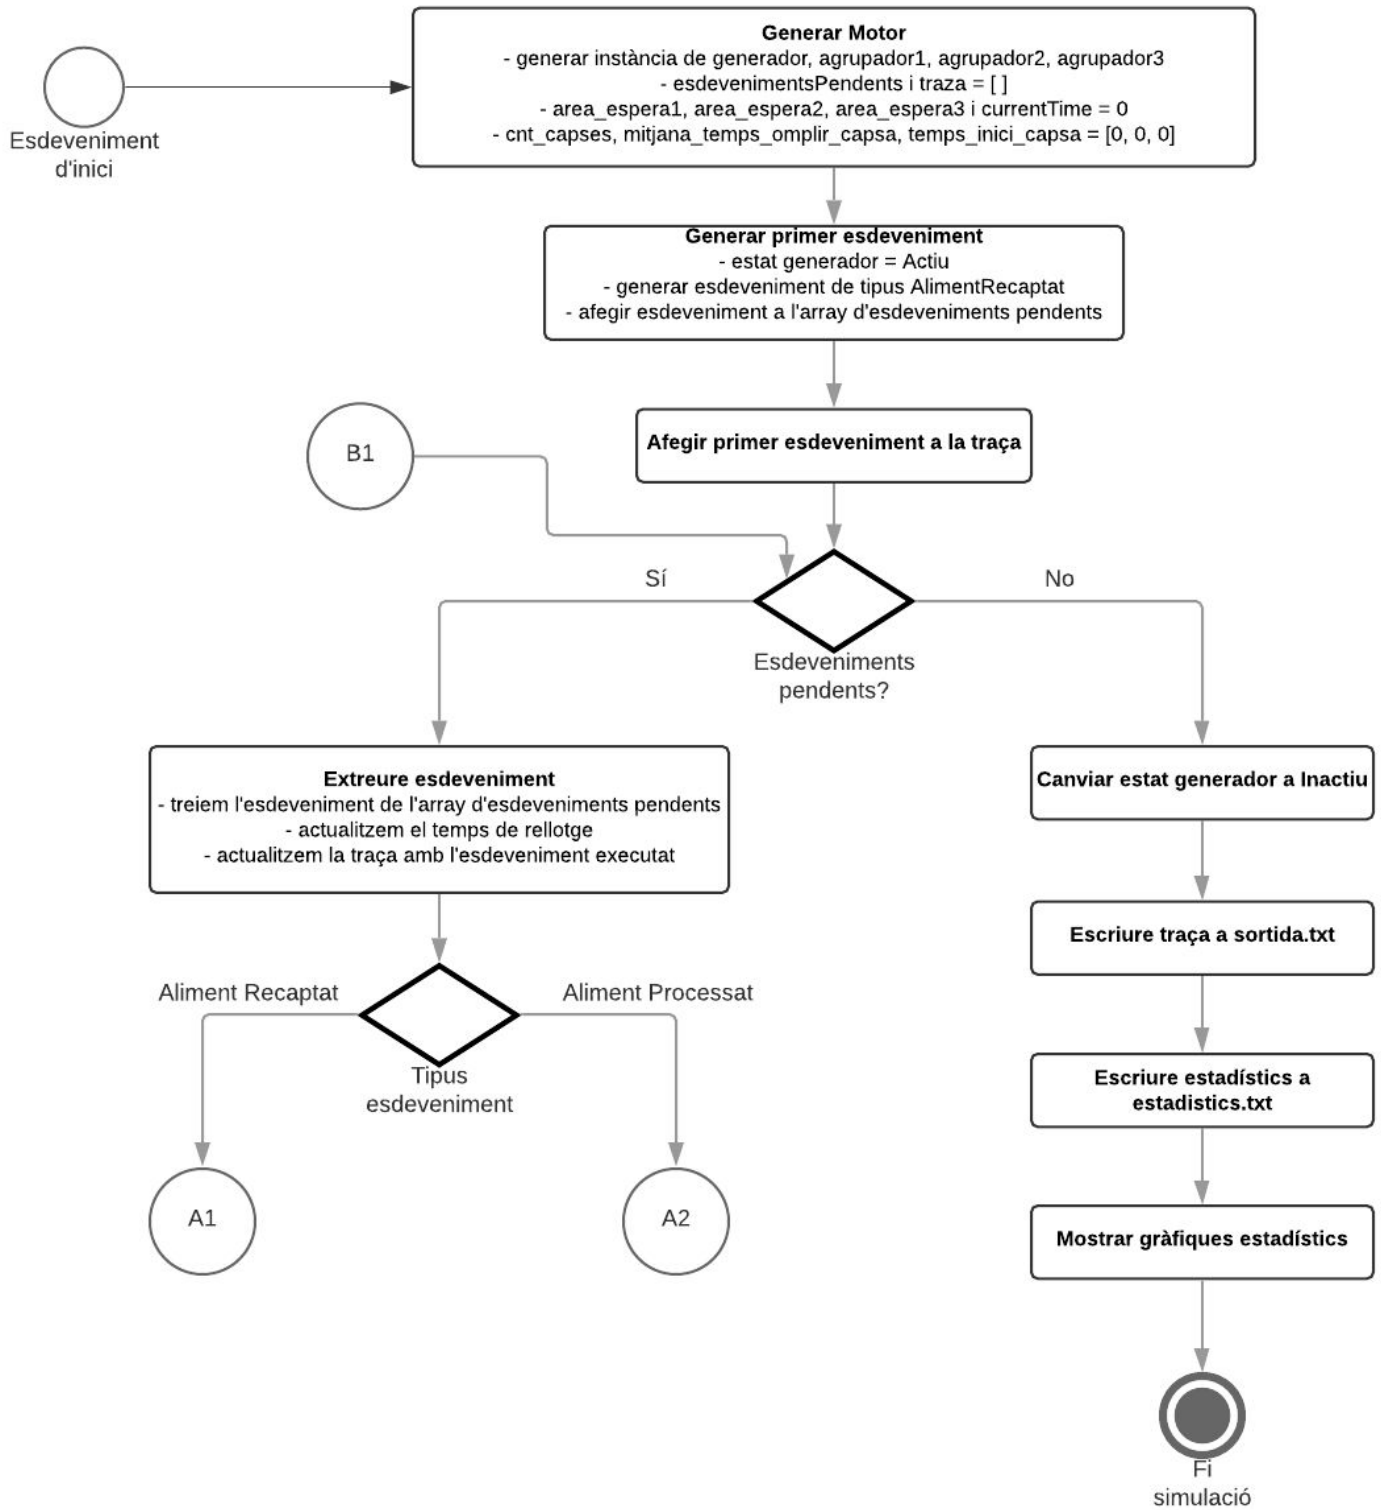 Generar Motor
- generar instància de generador, agrupador1, agrupador2, agrupador3
- esdevenimentsPendents i traza = [ ]
- area_espera1, area_espera2, area_espera3 i currentTime = 0
- cnt_capses, mitjana_temps_omplir_capsa, temps_inici_capsa = [0, 0, 0]
Esdeveniment
d'inici
Generar primer esdeveniment
- estat generador = Actiu
- generar esdeveniment de tipus AlimentRecaptat
- afegir esdeveniment a l'array d'esdeveniments pendents
Afegir primer esdeveniment a la traça
B1
Sí
No
Esdeveniments
pendents?
Extreure esdeveniment
- treiem l'esdeveniment de l'array d'esdeveniments pendents
- actualitzem el temps de rellotge
- actualitzem la traça amb l'esdeveniment executat
Canviar estat generador a Inactiu
Escriure traça a sortida.txt
Aliment Recaptat
Aliment Processat
Tipus
esdeveniment
Escriure estadístics a
estadistics.txt
A1
A2
Mostrar gràfiques estadístics
Fi
simulació